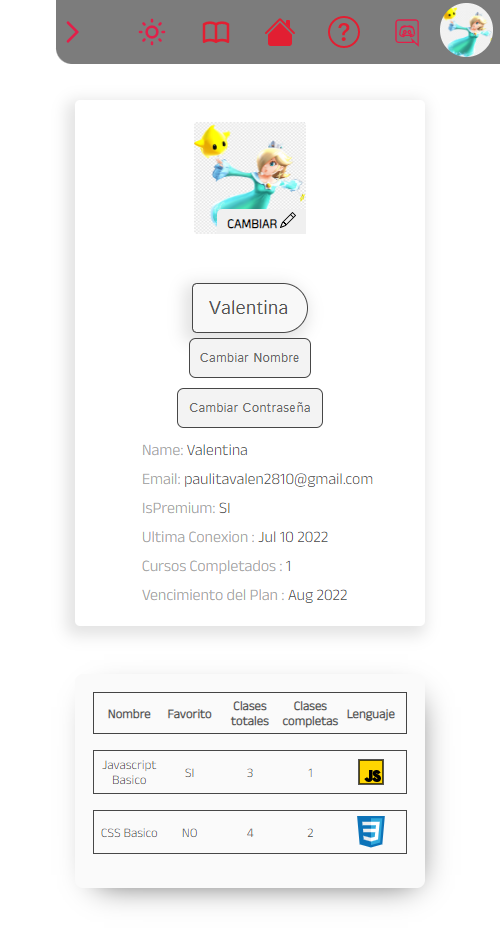 ?
CAMBIAR
Valentina
Cambiar Nombre
Cambiar Contraseña
Name: Valentina
Email: paulitavalen2810@gmail.com
IsPremium: SI
Ultima Conexion : Jul 10 2022
Cursos Completados : 1
Vencimiento del Plan : Aug 2022
Nombre Favorito Clases totales Clases completas Lenguaje
Javascript Basico SI 3 1 JS
CSS Basico NO 4 2 3